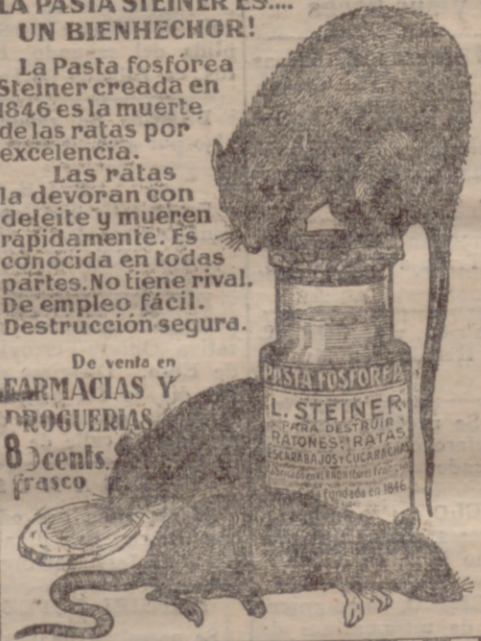 LA PASTA STEINER ES....
UN BIENHECHOR!
La Pasta fosfórea
Steiner creada en
1846 es la muerte
de las ratas por
excelencia.
Las ratas
la devoran con
deleite y mueren
rápidamente. Es
conocida en todas
partes. No tiene rival.
De empleo fácil.
Destrucción segura.
De venta en
FARMACIAS Y
DROGUERIAS
80 cents.
frasco
PASTA FOSFOREA
L. STEINER
PARA DESTRUIR
RATONES RATAS
ESCARABAJOS Y CUCARACHAS
fundada en 1846